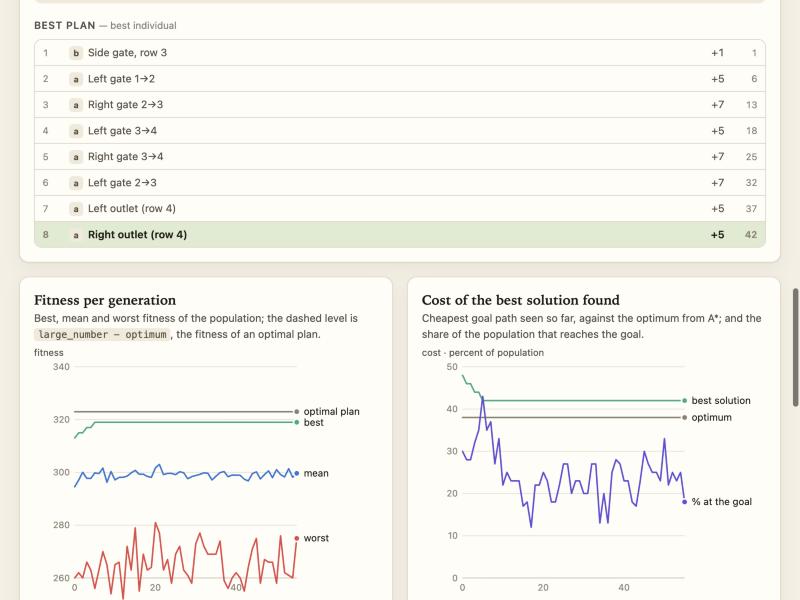 BEST PLAN — best individual
1 b Side gate, row 3 +1 1
2 a Left gate 1→2 +5 6
3 a Right gate 2→3 +7 13
4 a Left gate 3→4 +5 18
5 a Right gate 3→4 +7 25
6 a Left gate 2→3 +7 32
7 a Left outlet (row 4) +5 37
8 a Right outlet (row 4) +5 42
Fitness per generation
Best, mean and worst fitness of the population; the dashed level is
large_number − optimum, the fitness of an optimal plan.
fitness
340
320
300
280
260
0 20 40
optimal plan
best
mean
worst
Cost of the best solution found
Cheapest goal path seen so far, against the optimum from A*; and the
share of the population that reaches the goal.
cost · percent of population
50
40
30
20
10
0
0 20 40
best solution
optimum
% at the goal